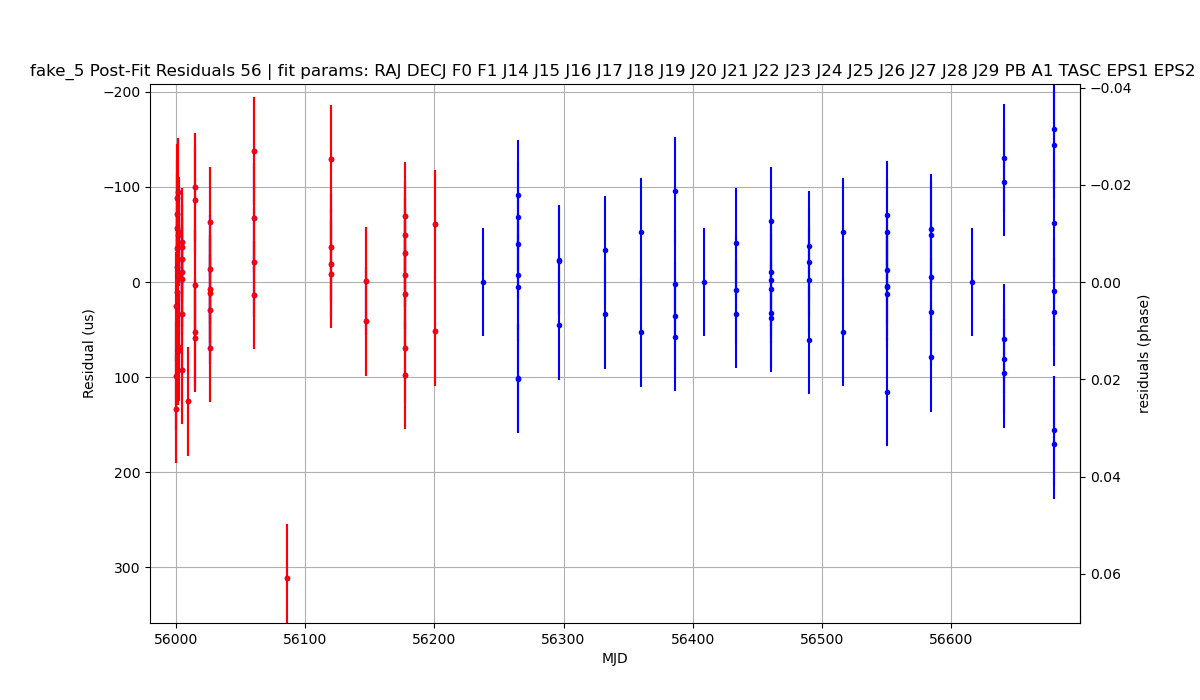 fake_5 Post-Fit Residuals 56 | fit params: RAJ DECJ F0 F1 J14 J15 J16 J17 J18 J19 J20 J21 J22 J23 J24 J25 J26 J27 J28 J29 PB A1 TASC EPS1 EPS2
−200
−100
0
100
200
300
Residual (us)
−0.04
−0.02
0.00
0.02
0.04
0.06
residuals (phase)
56000 56100 56200 56300 56400 56500 56600
MJD